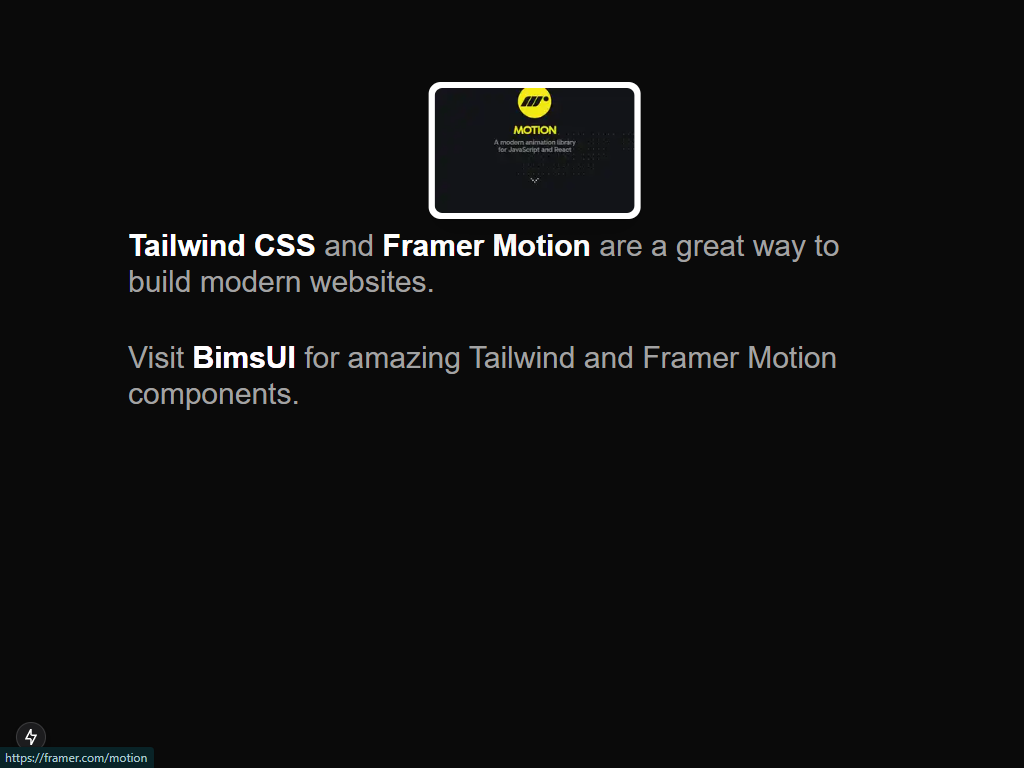 MOTION
A modern animation library
for JavaScript and React
Tailwind CSS and Framer Motion are a great way to
build modern websites.
Visit BimsUI for amazing Tailwind and Framer Motion
components.
https://framer.com/motion